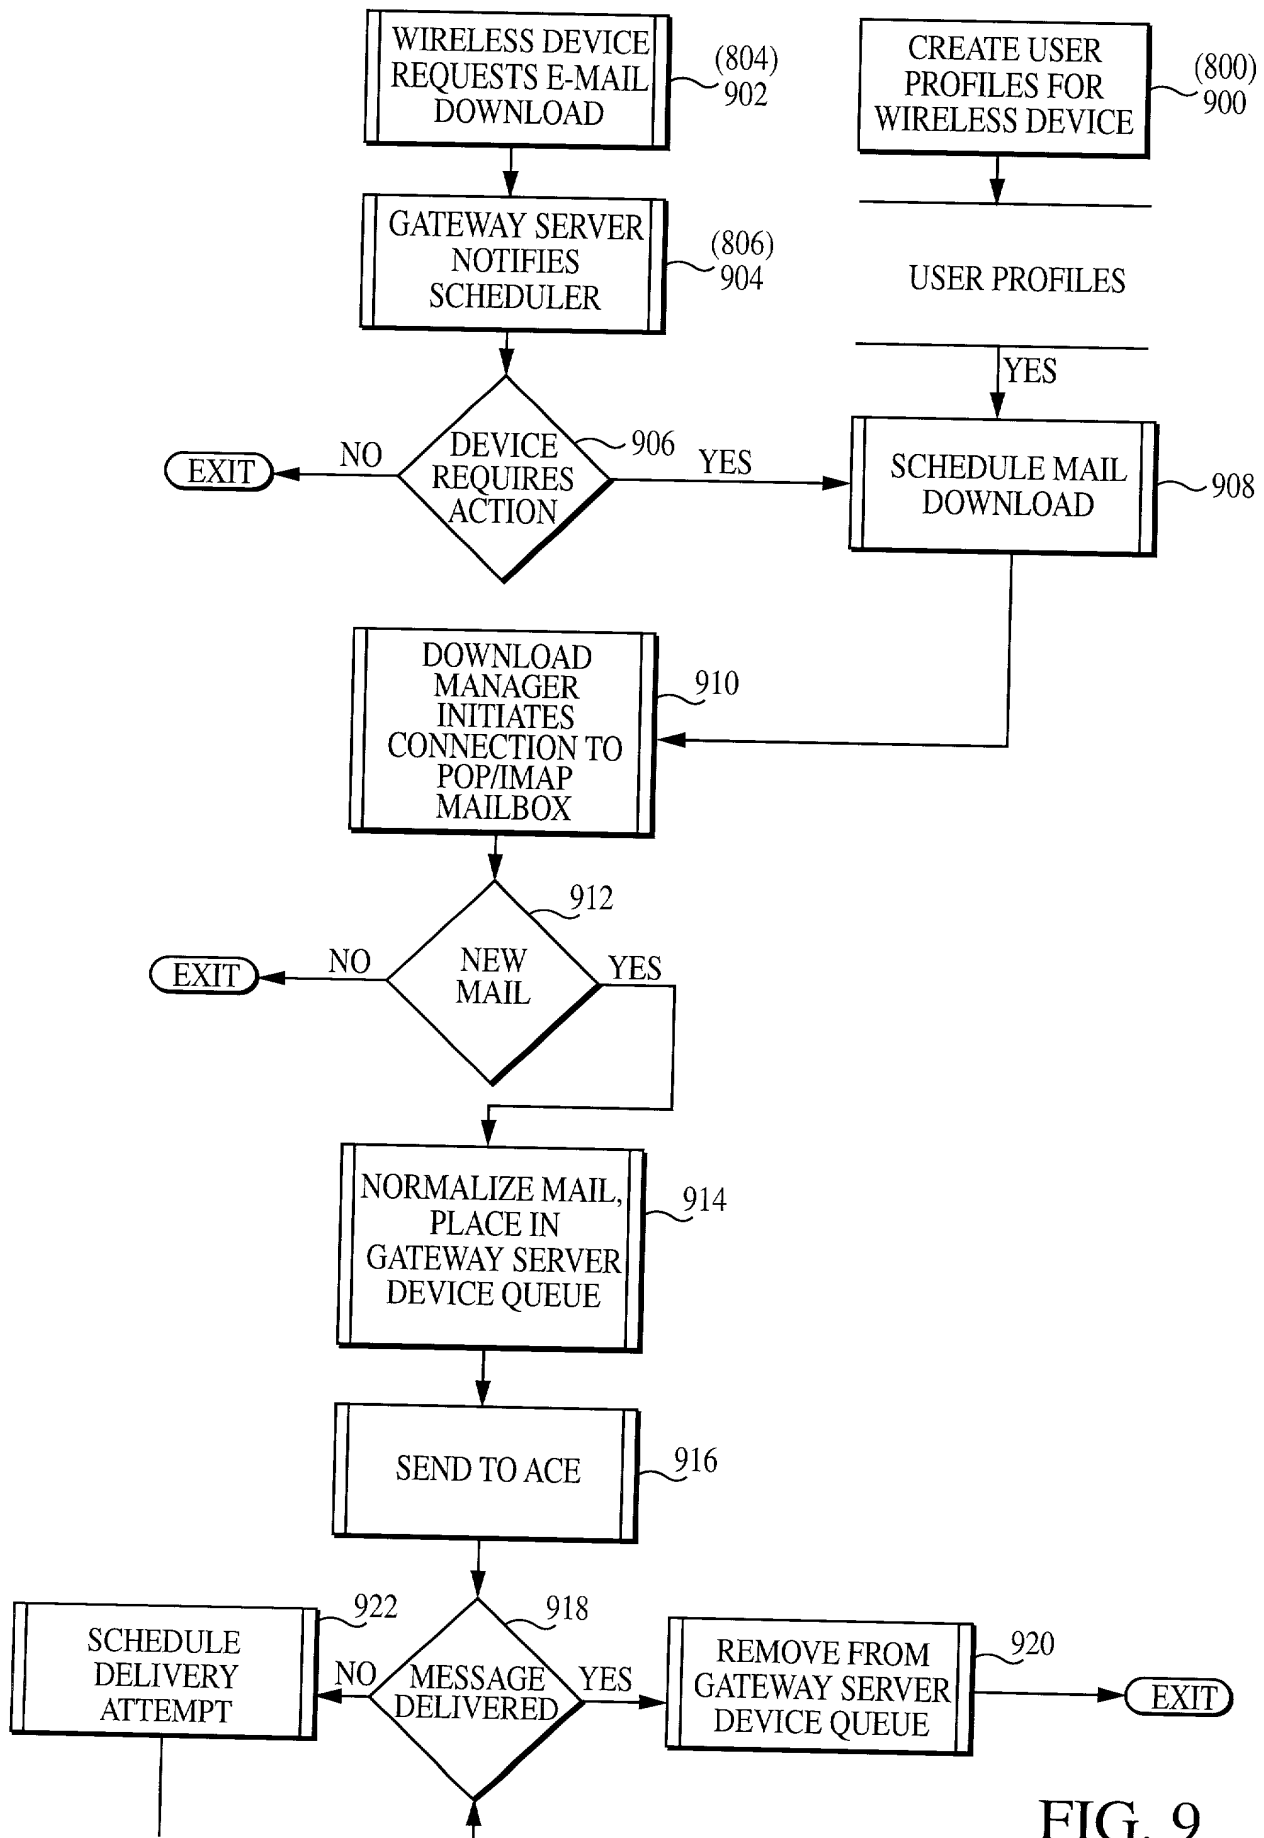 WIRELESS DEVICE
REQUESTS E-MAIL
DOWNLOAD
(804)
902
CREATE USER
PROFILES FOR
WIRELESS DEVICE
(800)
900
GATEWAY SERVER
NOTIFIES
SCHEDULER
(806)
904
USER PROFILES
YES
DEVICE
REQUIRES
ACTION
906
NO
EXIT
YES
SCHEDULE MAIL
DOWNLOAD
908
DOWNLOAD
MANAGER
INITIATES
CONNECTION TO
POP/IMAP
MAILBOX
910
912
NEW
MAIL
NO
EXIT
YES
NORMALIZE MAIL,
PLACE IN
GATEWAY SERVER
DEVICE QUEUE
914
SEND TO ACE
916
918
MESSAGE
DELIVERED
NO
922
SCHEDULE
DELIVERY
ATTEMPT
YES
REMOVE FROM
GATEWAY SERVER
DEVICE QUEUE
920
EXIT
FIG. 9